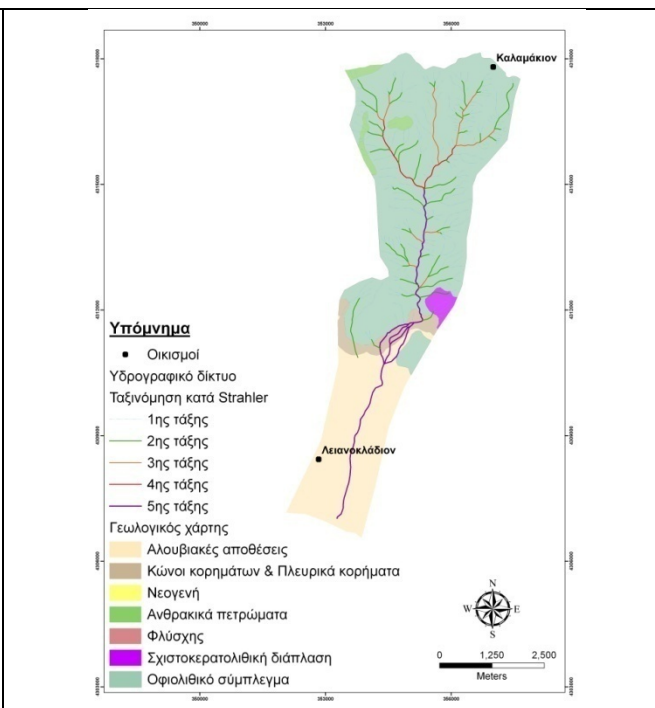 Καλαμάκιον
Υπόμνημα
Οικισμοί
Υδρογραφικό δίκτυο
Ταξινόμηση κατά Strahler
1ης τάξης
2ης τάξης
3ης τάξης
4ης τάξης
5ης τάξης
Λειανοκλάδιον
Γεωλογικός χάρτης
Αλουβιακές αποθέσεις
Κώνοι κορημάτων & Πλευρικά κορήματα
Νεογενή
Ανθρακικά πετρώματα
Φλύσχης
Σχιστοκερατολιθική διάπλαση
Οφιολιθικό σύμπλεγμα
N
W E
S
0 1,250 2,500
Meters